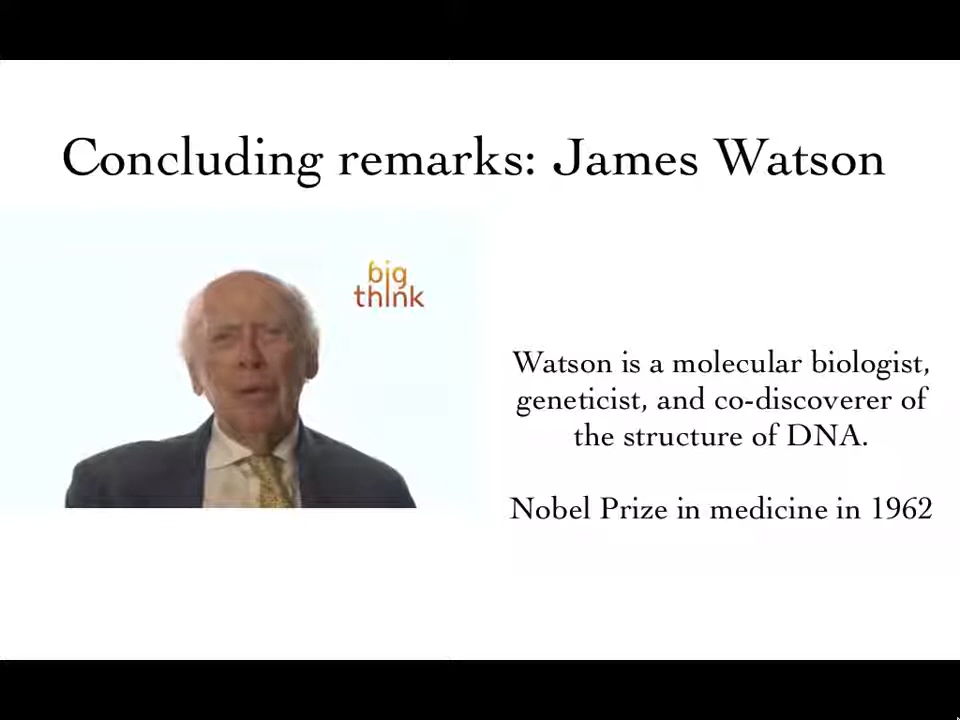 Concluding remarks: James Watson
big
think
Watson is a molecular biologist,
geneticist, and co-discoverer of
the structure of DNA.
Nobel Prize in medicine in 1962